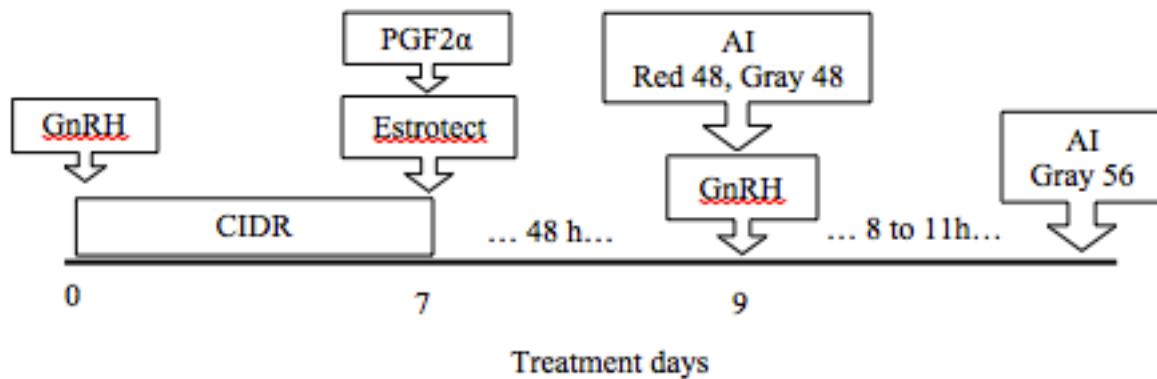 PGF2α
AI
Red 48, Gray 48
GnRH
Estrotect
AI
Gray 56
GnRH
CIDR
... 48 h...
... 8 to 11h...
0
7
9
Treatment days